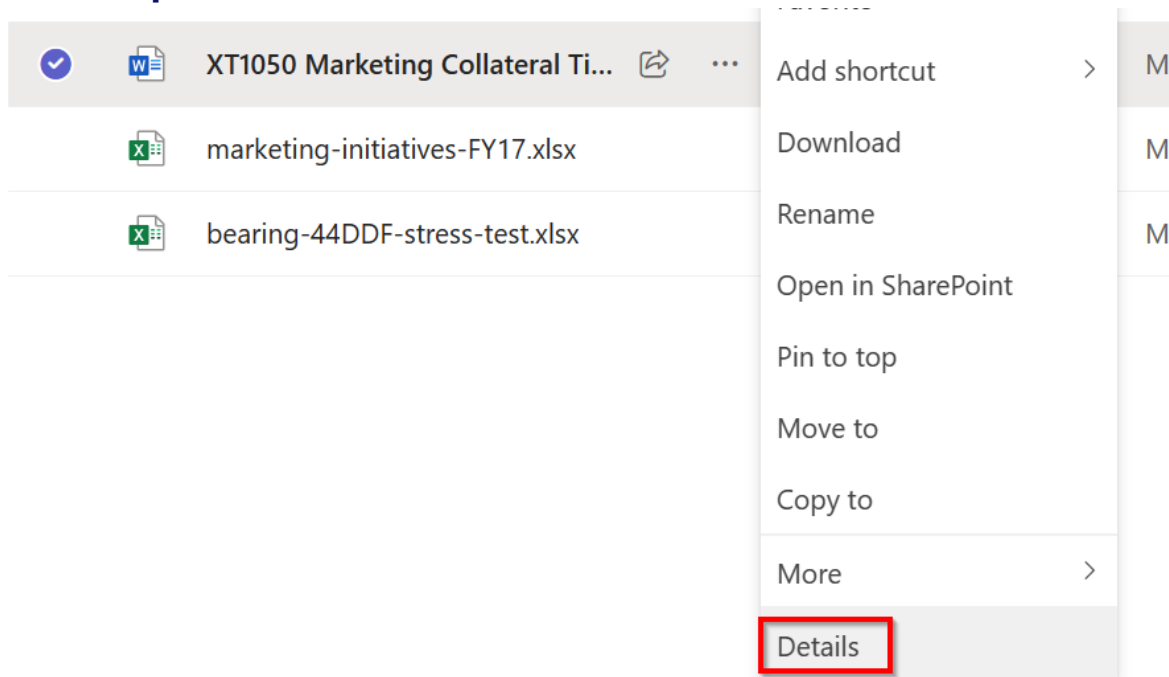 XT1050 Marketing Collateral Ti... ...
marketing-initiatives-FY17.xlsx
bearing-44DDF-stress-test.xlsx
Add shortcut
Download
Rename
Open in SharePoint
Pin to top
Move to
Copy to
More
Details
M
M
M